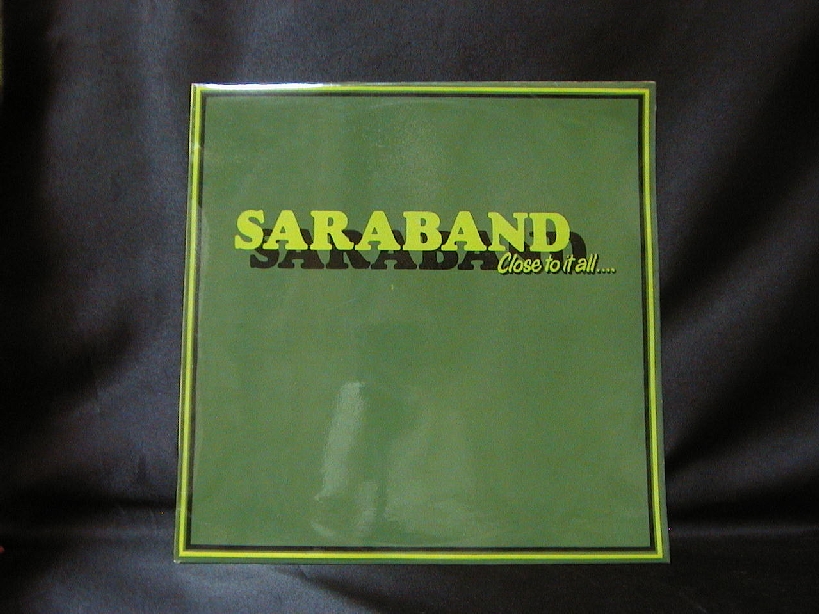 SARABAND
Close to it all....